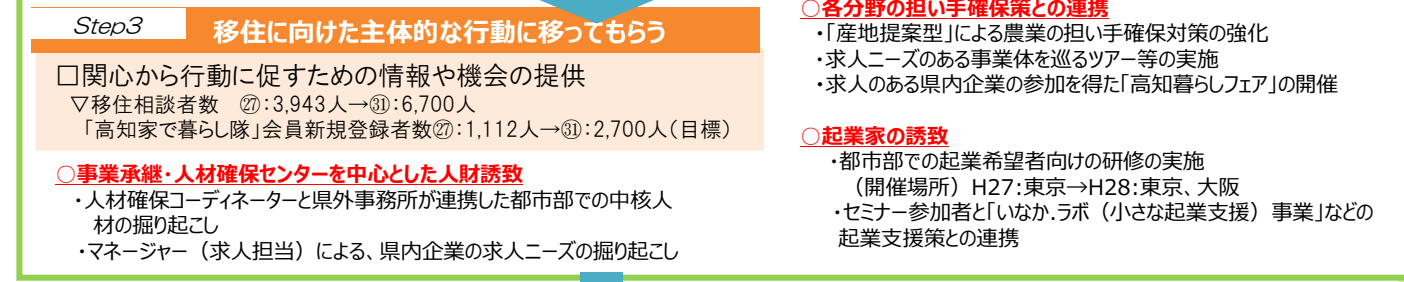 Step3
移住に向けた主体的な行動に移ってもらう
□関心から行動に促すための情報や機会の提供
▽移住相談者数　㉗：3,943人→㉛：6,700人
「高知家で暮らし隊」会員新規登録者数㉗：1,112人→㉛：2,700人（目標）
○事業承継・人材確保センターを中心とした人財誘致
・人材確保コーディネーターと県外事務所が連携した都市部での中核人
材の掘り起こし
・マネージャー（求人担当）による、県内企業の求人ニーズの掘り起こし
○各分野の担い手確保策との連携
・「産地提案型」による農業の担い手確保対策の強化
・求人ニーズのある事業体を巡るツアー等の実施
・求人のある県内企業の参加を得た「高知暮らしフェア」の開催
○起業家の誘致
・都市部での起業希望者向けの研修の実施
（開催場所）H27:東京→H28:東京、大阪
・セミナー参加者と「いなか.ラボ（小さな起業支援）事業」などの
起業支援策との連携